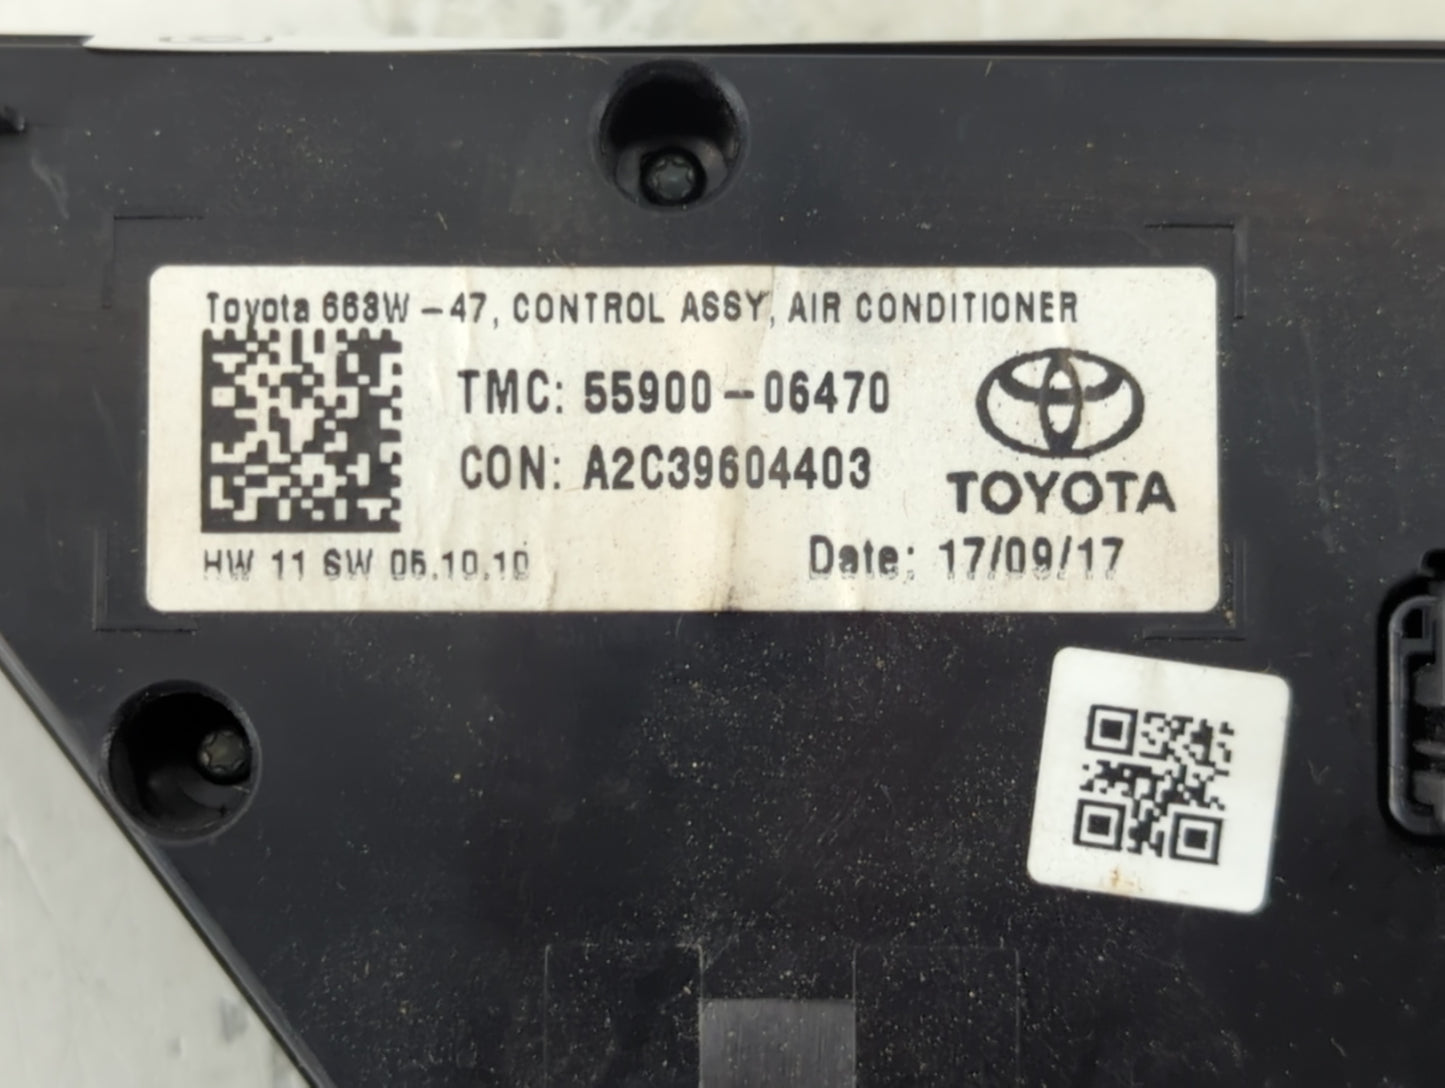 Toyota 663W-47, CONTROL ASSY, AIR CONDITIONER
TMC: 55900-06470
CON: A2C39604403
TOYOTA
HW 11 SW 05.10.10
Date: 17/09/17